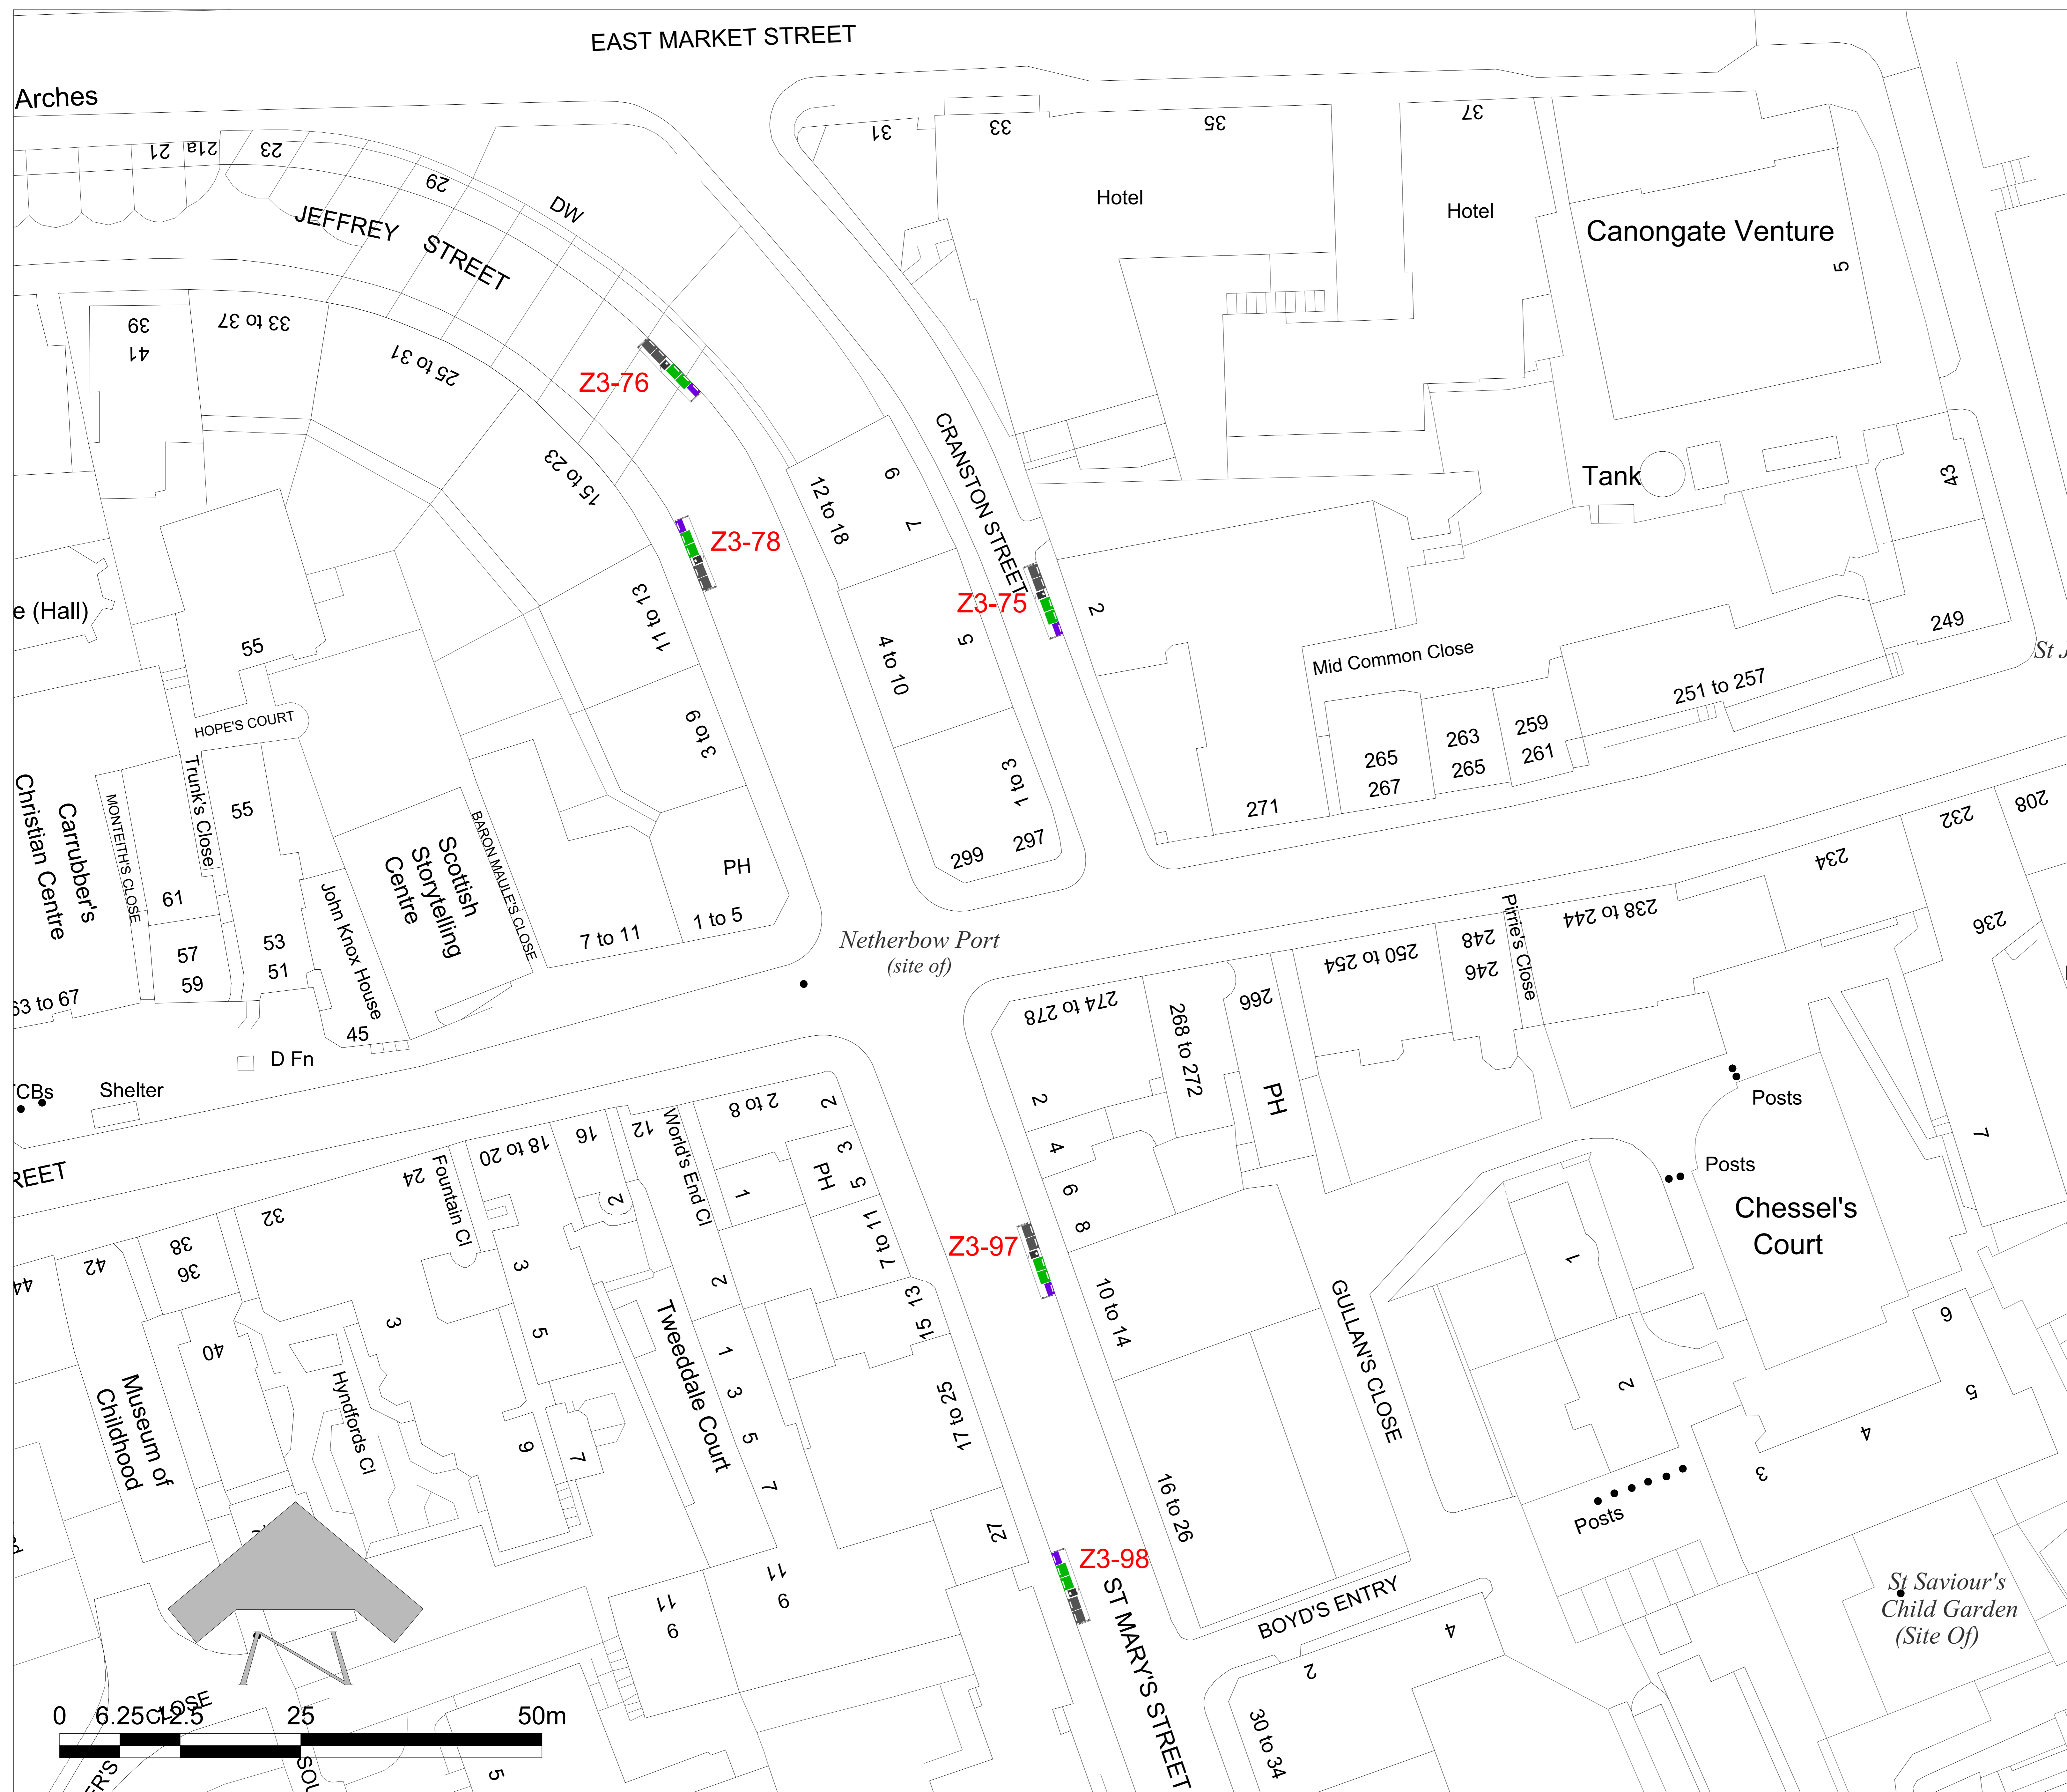 EAST MARKET STREET
Arches
21
21a
23
29
DW
JEFFREY STREET
31
33
35
37
Hotel
Hotel
Canongate Venture
5
39
41
33 to 37
25 to 31
15 to 23
Z3-76
Z3-78
11 to 13
3 to 9
12 to 18
6
7
CRANSTON STREET
Z3-75
2
4 to 10
5
1 to 3
299
297
Tank
43
249
St J
Mid Common Close
251 to 257
259
261
263
265
265
267
271
e (Hall)
55
HOPE'S COURT
Trunk's Close
55
MONTEITH'S CLOSE
Carrubber's
Christian Centre
61
57
59
53
51
63 to 67
John Knox House
45
Scottish
Storytelling
Centre
BARON MAULE'S CLOSE
7 to 11
PH
1 to 5
Netherbow Port
(site of)
D Fn
Shelter
TCBs
REET
208
232
234
236
238 to 244
Pirrie's Close
248
246
250 to 254
266
268 to 272
274 to 278
PH
2
4
6
8
Posts
Posts
Chessel's
Court
7
1
2
6
5
4
3
Posts
St Saviour's
Child Garden
(Site Of)
2 to 8
2
3
5
PH
1
World's End Cl
12
16
18 to 20
2
Fountain Cl
24
32
38
36
42
44
40
3
3
5
9
7
Hyndfords Cl
Museum of
Childhood
Tweeddale Court
2
1
3
5
7
7 to 11
13
15
17 to 25
27
Z3-97
10 to 14
16 to 26
GULLAN'S CLOSE
Z3-98
ST MARY'S STREET
BOYD'S ENTRY
4
2
30 to 34
11
9
11
9
5
CLOSE
0 6.25 12.5 25 50m
ER'S
SOU